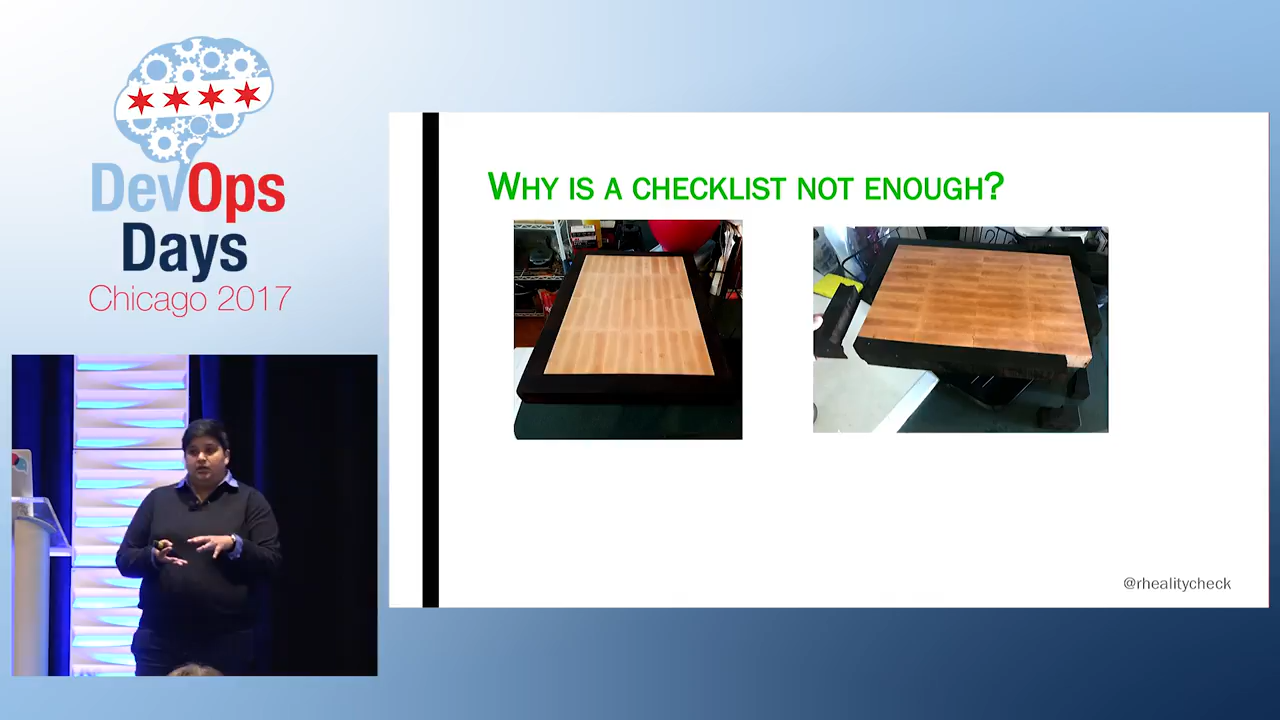 DevOps
Days
Chicago 2017
WHY IS A CHECKLIST NOT ENOUGH?
@rhealitycheck